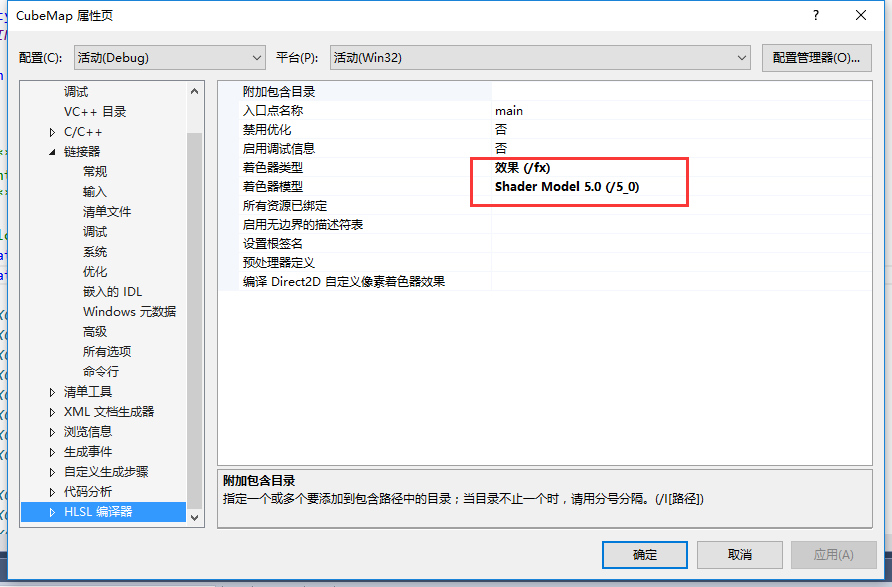 CubeMap 属性页
配置(C): 活动(Debug) 平台(P): 活动(Win32) 配置管理器(O)...
调试
VC++ 目录
C/C++
链接器
常规
输入
清单文件
调试
系统
优化
嵌入的 IDL
Windows 元数据
高级
所有选项
命令行
清单工具
XML 文档生成器
浏览信息
生成事件
自定义生成步骤
代码分析
HLSL 编译器
附加包含目录
入口点名称 main
禁用优化 否
启用调试信息 否
着色器类型 效果 (/fx)
着色器模型 Shader Model 5.0 (/5_0)
所有资源已绑定
启用无边界的描述符表
设置根签名
预处理器定义
编译 Direct2D 自定义像素着色器效果
附加包含目录
指定一个或多个要添加到包含路径中的目录；当目录不止一个时，请用分号分隔。(/I[路径])
确定 取消 应用(A)